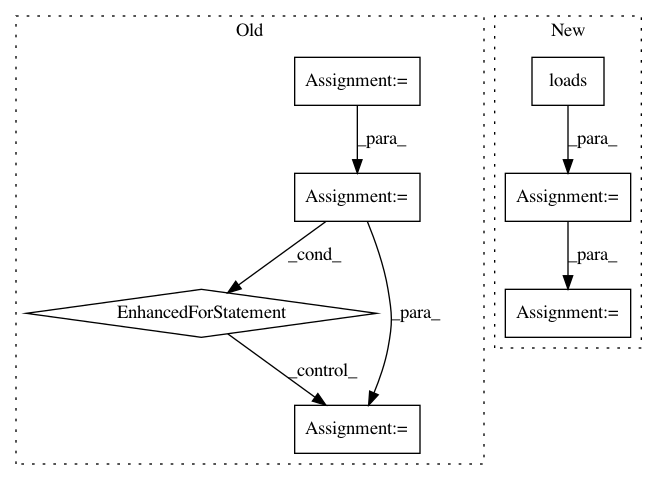 Old
New
Assignment:=
loads
_para_
_para_
Assignment:=
Assignment:=
_cond_
_para_
EnhancedForStatement
_para_
Assignment:=
_control_
Assignment:=